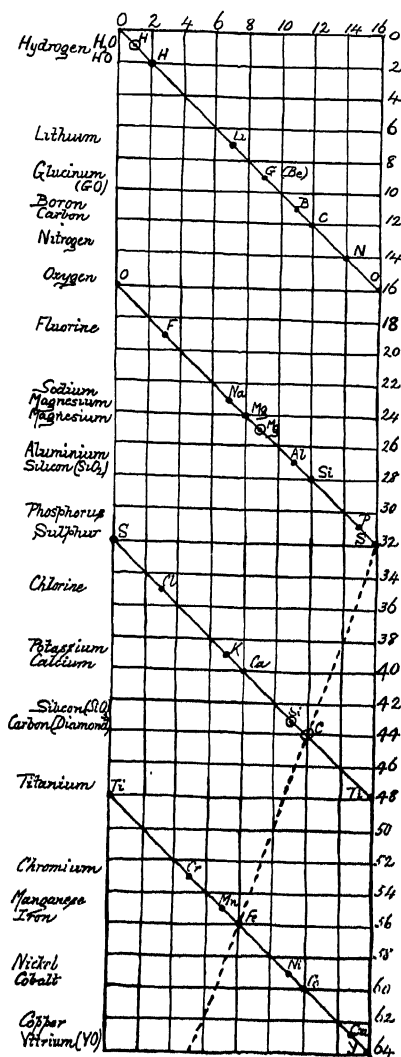 0 2 4 6 8 10 12 14 16
Hydrogen H2O
HO
H
H
0
2
4
6
Lithium
Li
8
Glucinum
(GO)
G (Be)
10
Boron
B
Carbon
C
12
Nitrogen
N
14
Oxygen
O
O
16
18
Fluorine
F
20
22
Sodium
Na
Magnesium
Mg
24
Magnesium
Mg
26
Aluminium
Al
Silicon (SiO2)
Si
28
30
Phosphorus
P
Sulphur
S
S
32
34
Chlorine
Cl
36
38
Potassium
K
Calcium
Ca
40
42
Silicon
Si
Carbon (Diamond)
C
44
46
Titanium
Ti
Ti
48
50
Chromium
Cr
52
Manganese
Mn
54
Iron
Fe
56
58
Nickel
Ni
Cobalt
Co
60
62
Copper
Cu
Yttrium (YO)
Y
64